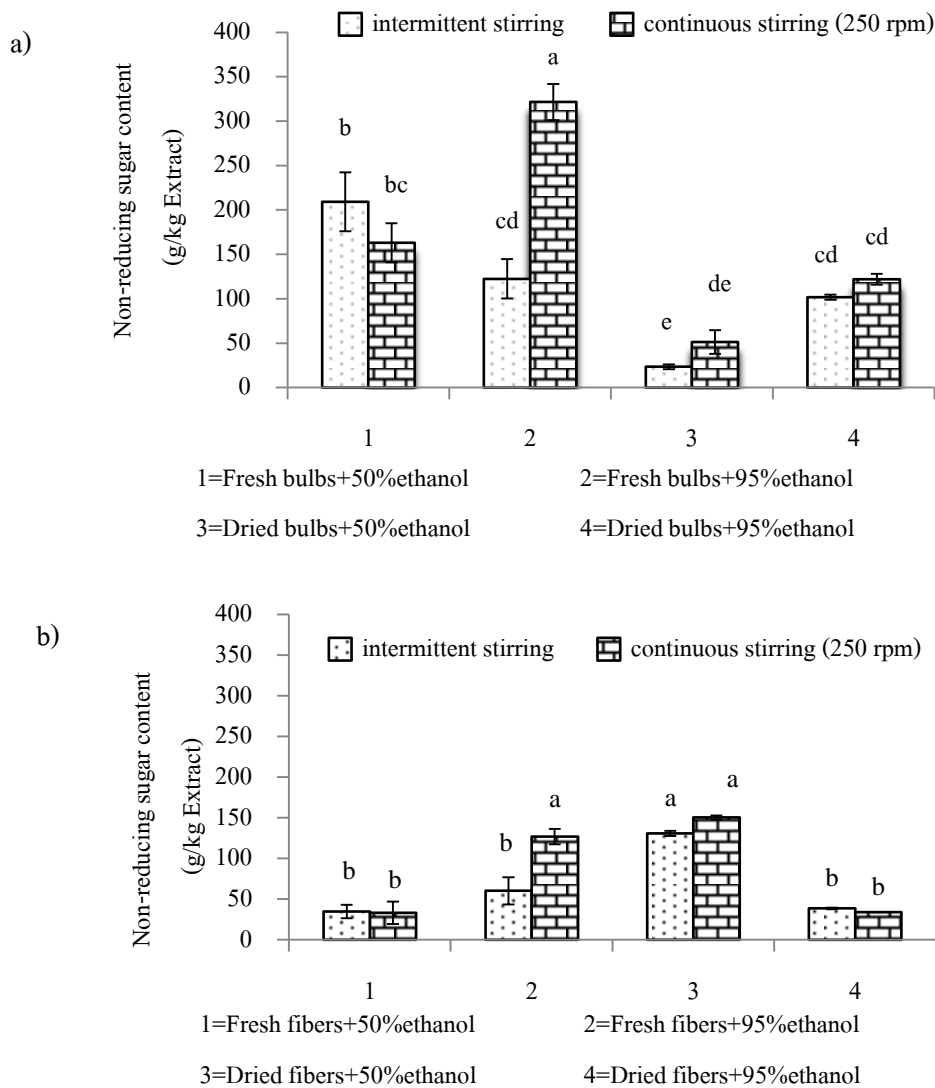 a)
intermittent stirring continuous stirring (250 rpm)
Non-reducing sugar content
(g/kg Extract)
400
350
300
250
200
150
100
50
0
b
bc
cd
a
e
de
cd
cd
1 2 3 4
1=Fresh bulbs+50%ethanol 2=Fresh bulbs+95%ethanol
3=Dried bulbs+50%ethanol 4=Dried bulbs+95%ethanol
b)
intermittent stirring continuous stirring (250 rpm)
Non-reducing sugar content
(g/kg Extract)
400
350
300
250
200
150
100
50
0
b
b
b
a
a
a
b
b
1 2 3 4
1=Fresh fibers+50%ethanol 2=Fresh fibers+95%ethanol
3=Dried fibers+50%ethanol 4=Dried fibers+95%ethanol